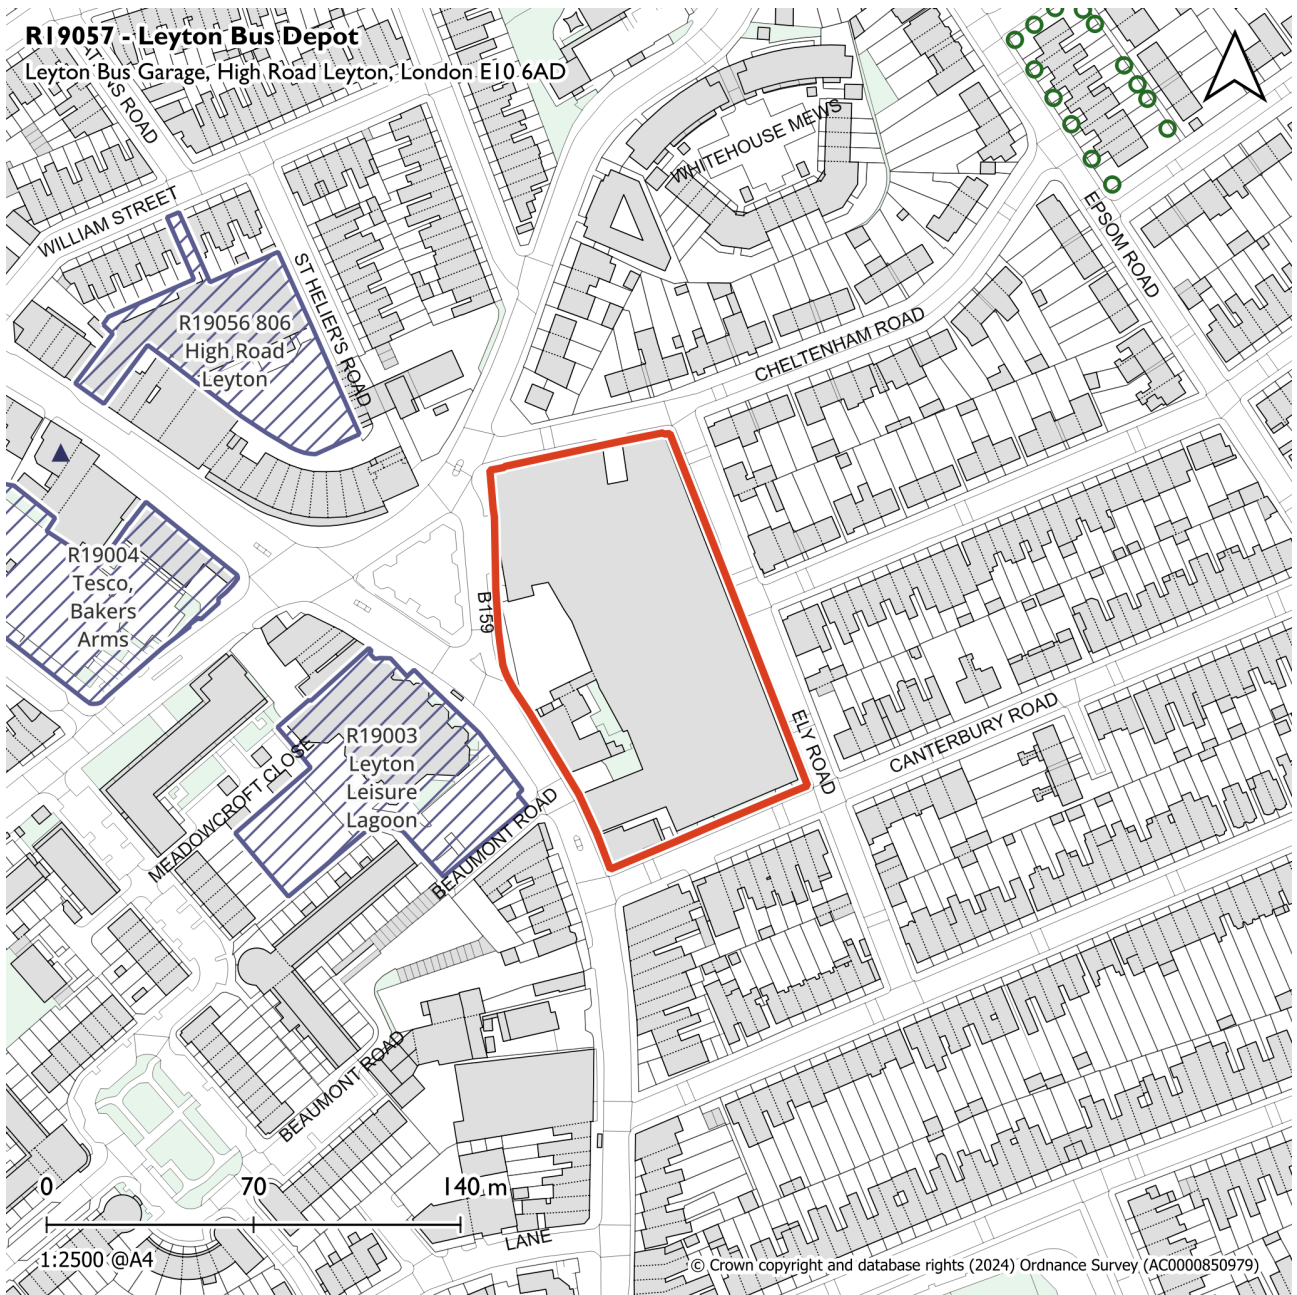 R19057 - Leyton Bus Depot
Leyton Bus Garage, High Road Leyton, London E10 6AD
ROAD
WHITEHOUSE MEWS
WILLIAM STREET
EPSOM ROAD
ST HELIER'S ROAD
R19056 806
High Road
Leyton
CHELTENHAM ROAD
R19004
Tesco,
Bakers
Arms
B159
ELY ROAD
CANTERBURY ROAD
R19003
Leyton
Leisure
Lagoon
MEADOWCROFT CLOSE
BEAUMONT ROAD
BEAUMONT ROAD
LANE
0 70 140 m
1:2500 @A4
© Crown copyright and database rights (2024) Ordnance Survey (AC0000850979)